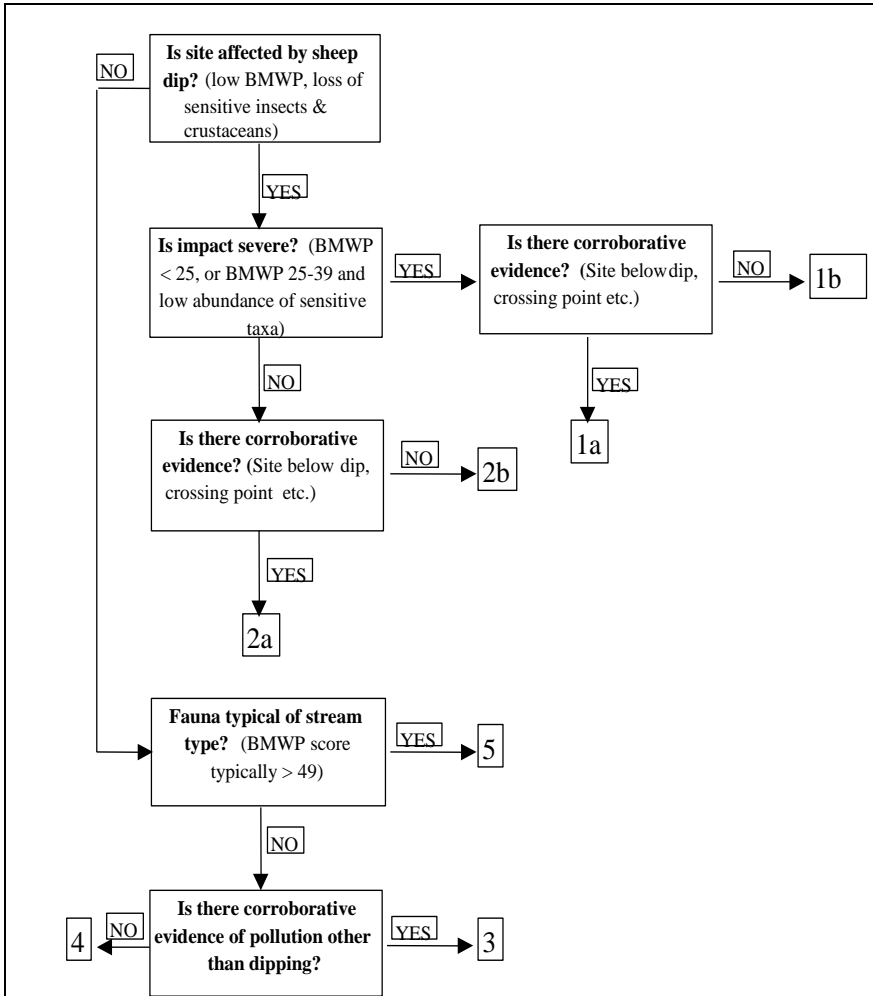 Is site affected by sheep
dip? (low BMWP, loss of
sensitive insects &
crustaceans)
NO
YES
Is impact severe? (BMWP
< 25, or BMWP 25-39 and
low abundance of sensitive
taxa)
YES
Is there corroborative
evidence? (Site below dip,
crossing point etc.)
NO
1b
YES
1a
NO
Is there corroborative
evidence? (Site below dip,
crossing point etc.)
NO
2b
YES
2a
Fauna typical of stream
type? (BMWP score
typically > 49)
YES
5
NO
Is there corroborative
evidence of pollution other
than dipping?
NO
4
YES
3